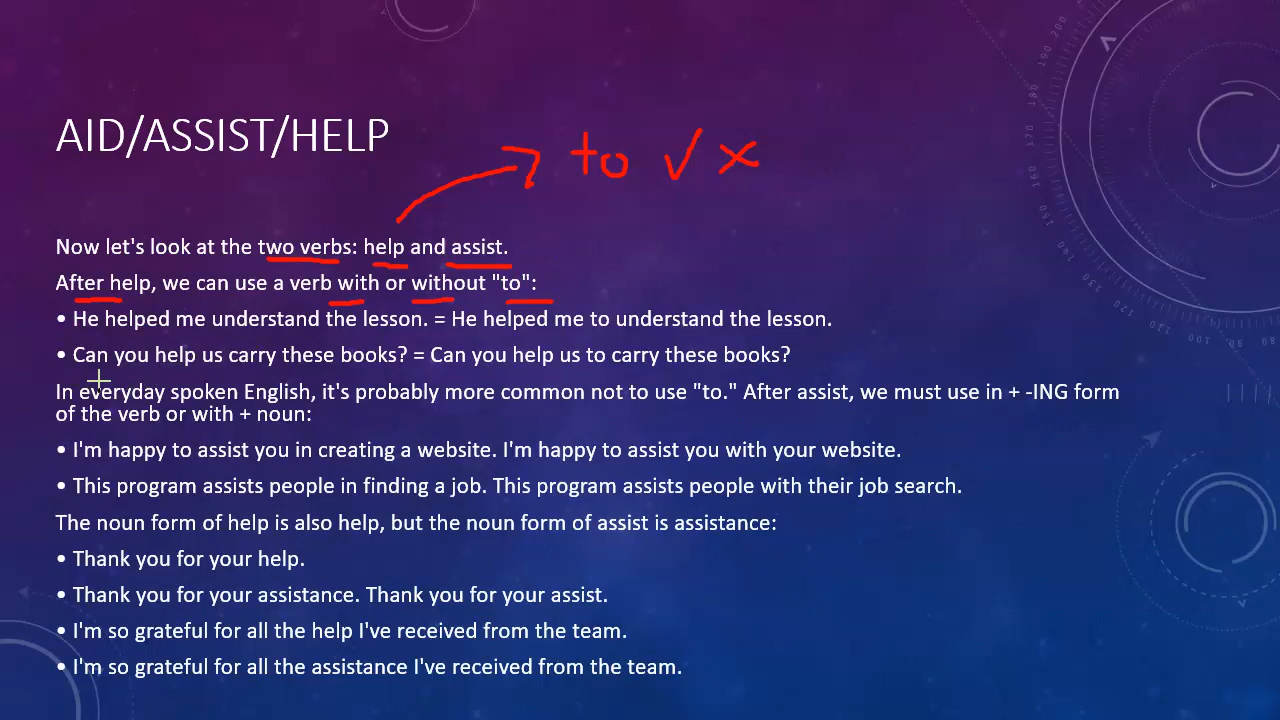 AID/ASSIST/HELP
to √ x
Now let's look at the two verbs: help and assist.
After help, we can use a verb with or without "to":
• He helped me understand the lesson. = He helped me to understand the lesson.
• Can you help us carry these books? = Can you help us to carry these books?
In everyday spoken English, it's probably more common not to use "to." After assist, we must use in + -ING form
of the verb or with + noun:
• I'm happy to assist you in creating a website. I'm happy to assist you with your website.
• This program assists people in finding a job. This program assists people with their job search.
The noun form of help is also help, but the noun form of assist is assistance:
• Thank you for your help.
• Thank you for your assistance. Thank you for your assist.
• I'm so grateful for all the help I've received from the team.
• I'm so grateful for all the assistance I've received from the team.